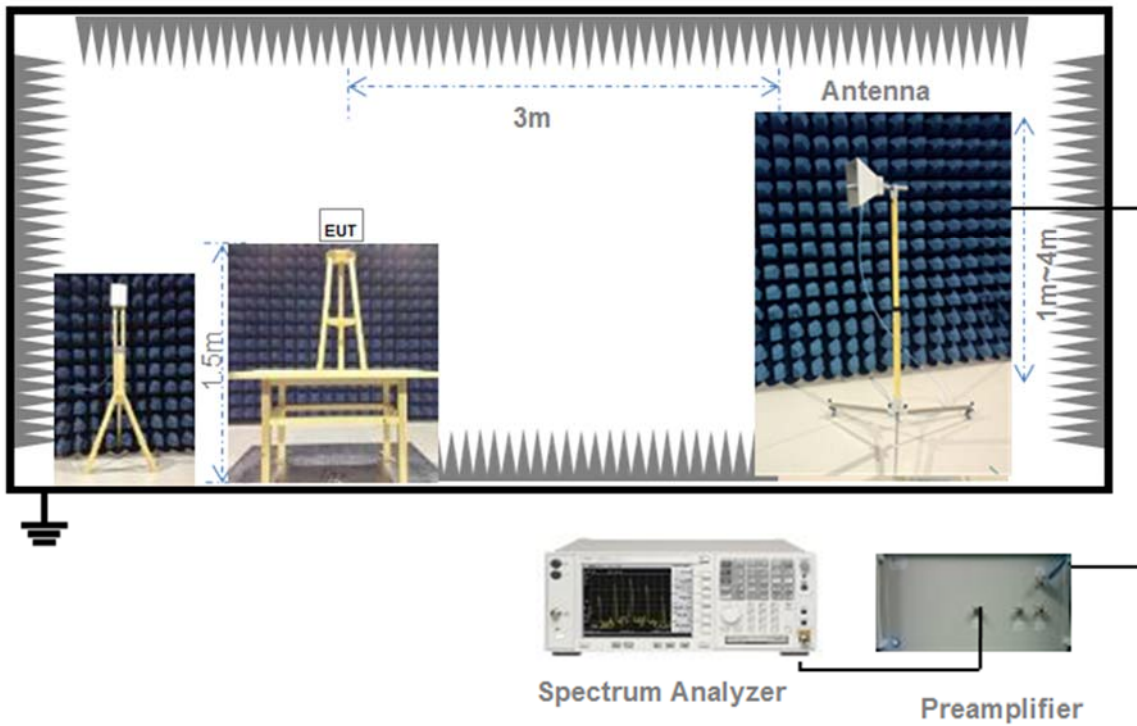 Antenna
3m
EUT
1.5m
1m~4m
Spectrum Analyzer
Preamplifier